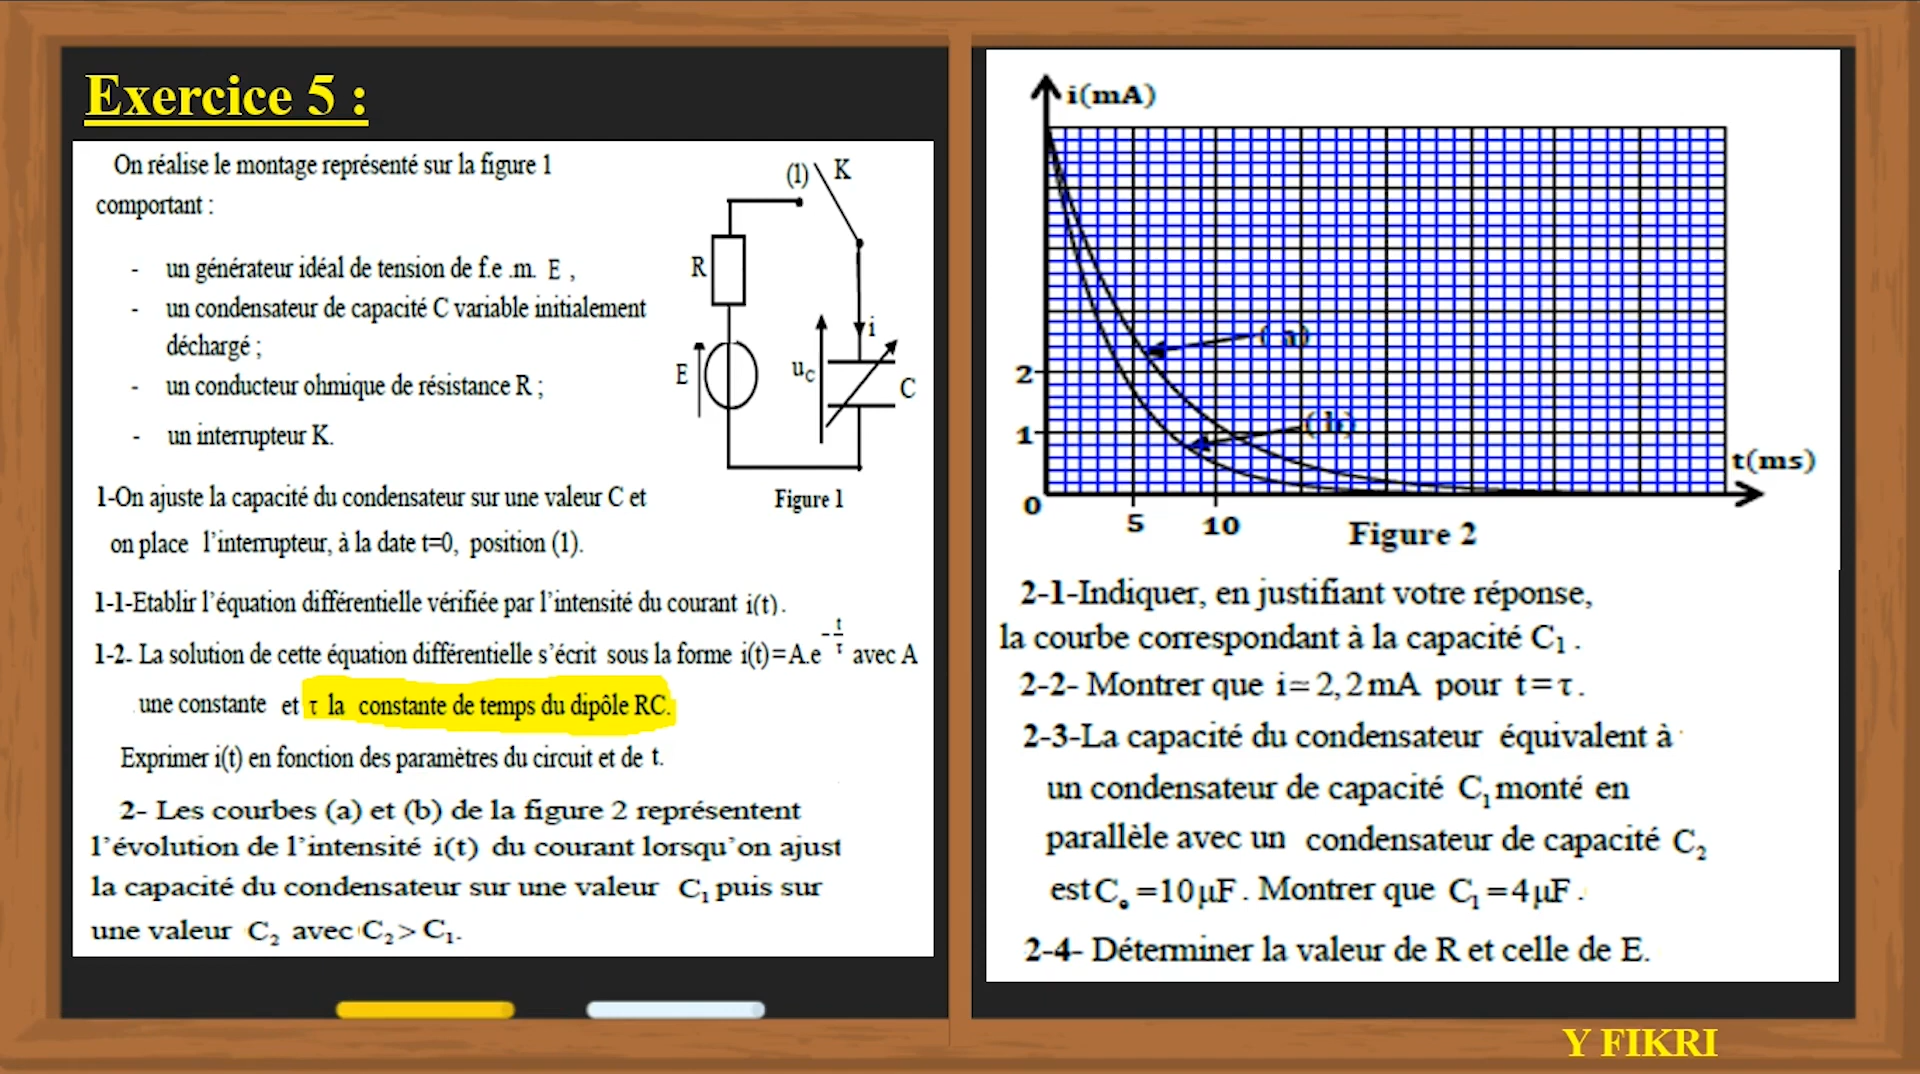 Exercice 5 :
On réalise le montage représenté sur la figure 1
comportant :
- un générateur idéal de tension de f.e .m. E ,
- un condensateur de capacité C variable initialement
déchargé ;
- un conducteur ohmique de résistance R ;
- un interrupteur K.
(1) K
R
i
E
u_C
C
Figure 1
1-On ajuste la capacité du condensateur sur une valeur C et
on place l'interrupteur, à la date t=0, position (1).
1-1-Etablir l'équation différentielle vérifiée par l'intensité du courant i(t).
1-2- La solution de cette équation différentielle s'écrit sous la forme i(t)=A.e^(-t/τ) avec A
une constante et τ la constante de temps du dipôle RC.
Exprimer i(t) en fonction des paramètres du circuit et de t.
2- Les courbes (a) et (b) de la figure 2 représentent
l'évolution de l'intensité i(t) du courant lorsqu'on ajust
la capacité du condensateur sur une valeur C₁ puis sur
une valeur C₂ avec C₂> C₁.
i(mA)
(a)
2
(b)
1
t(ms)
0
5 10
Figure 2
2-1-Indiquer, en justifiant votre réponse,
la courbe correspondant à la capacité C₁ .
2-2- Montrer que i=2,2mA pour t=τ.
2-3-La capacité du condensateur équivalent à
un condensateur de capacité C₁ monté en
parallèle avec un condensateur de capacité C₂
est Cₑ =10µF. Montrer que C₁ =4µF .
2-4- Déterminer la valeur de R et celle de E.
Y FIKRI